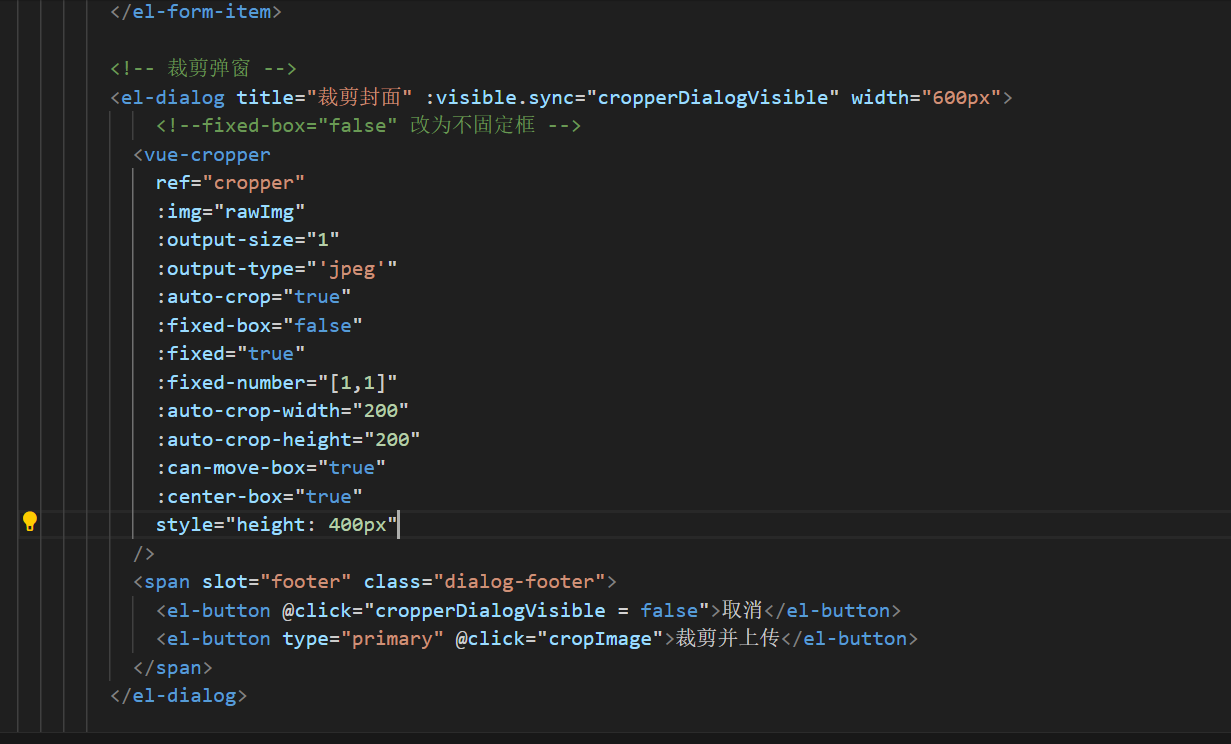 </el-form-item>
<!-- 裁剪弹窗 -->
<el-dialog title="裁剪封面" :visible.sync="cropperDialogVisible" width="600px">
<!--fixed-box="false" 改为不固定框 -->
<vue-cropper
ref="cropper"
:img="rawImg"
:output-size="1"
:output-type="'jpeg'"
:auto-crop="true"
:fixed-box="false"
:fixed="true"
:fixed-number="[1,1]"
:auto-crop-width="200"
:auto-crop-height="200"
:can-move-box="true"
:center-box="true"
style="height: 400px"
/>
<span slot="footer" class="dialog-footer">
<el-button @click="cropperDialogVisible = false">取消</el-button>
<el-button type="primary" @click="cropImage">裁剪并上传</el-button>
</span>
</el-dialog>